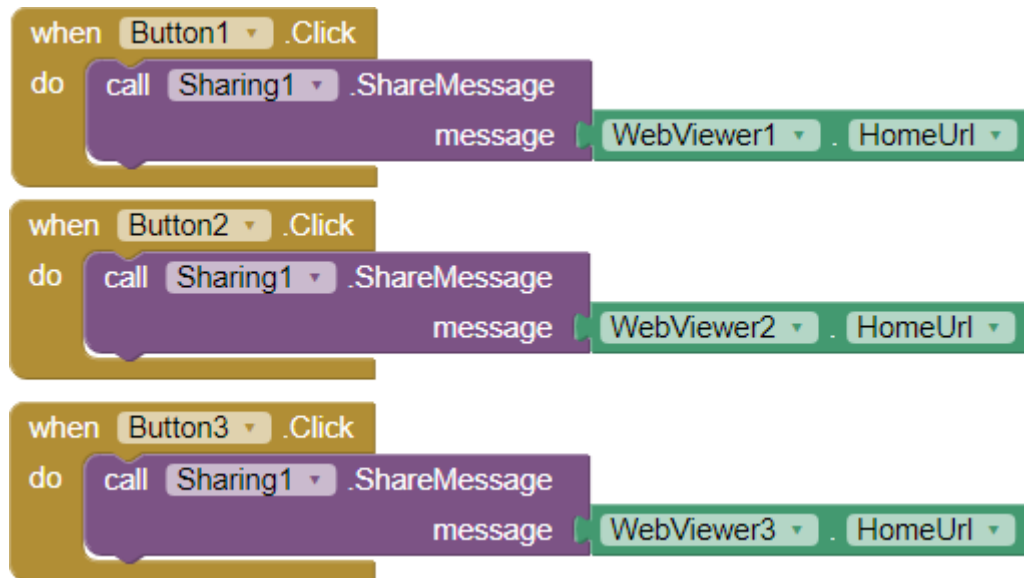 when Button1 .Click
do call Sharing1 .ShareMessage
message WebViewer1 . HomeUrl
when Button2 .Click
do call Sharing1 .ShareMessage
message WebViewer2 . HomeUrl
when Button3 .Click
do call Sharing1 .ShareMessage
message WebViewer3 . HomeUrl